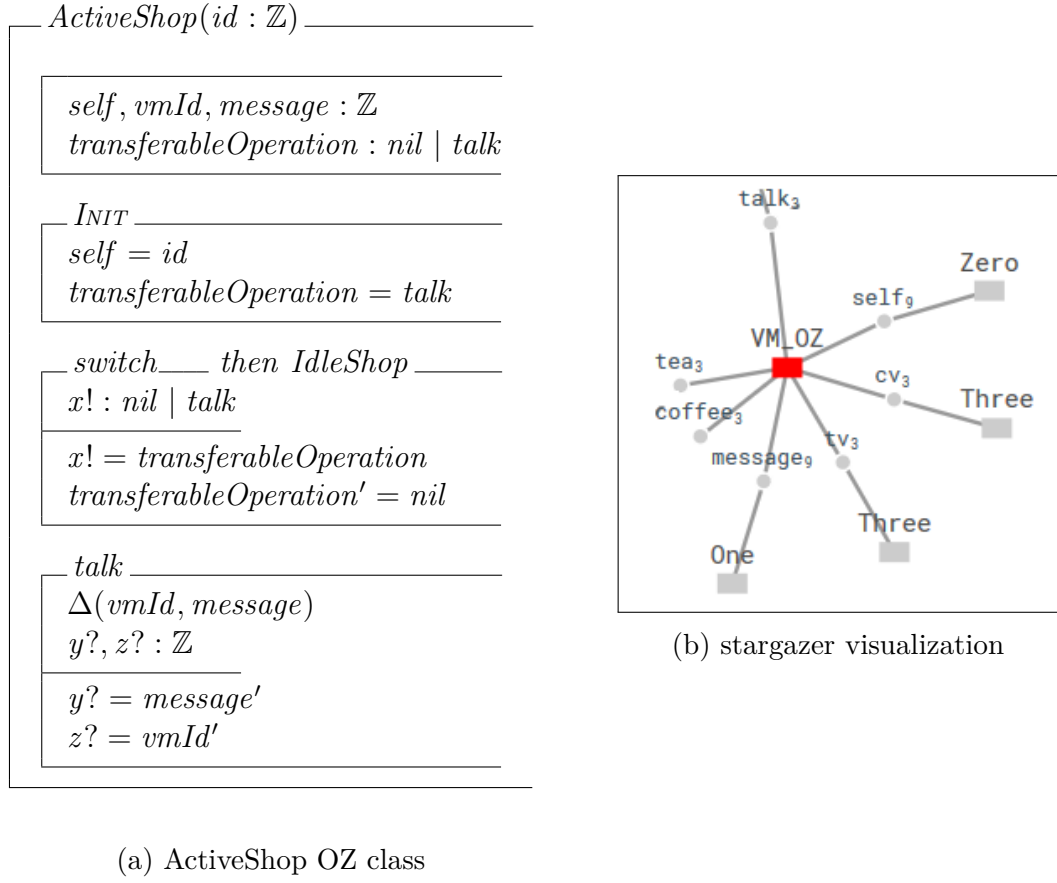 ActiveShop(id : ℤ)
self, vmId, message : ℤ
transferableOperation : nil | talk
INIT
self = id
transferableOperation = talk
switch then IdleShop
x! : nil | talk
x! = transferableOperation
transferableOperation′ = nil
talk
Δ(vmId, message)
y?, z? : ℤ
y? = message′
z? = vmId′
(a) ActiveShop OZ class
talk₃
Zero
self₉
VM_OZ
tea₃
cv₃
Three
coffee₃
tv₃
message₉
Three
One
(b) stargazer visualization